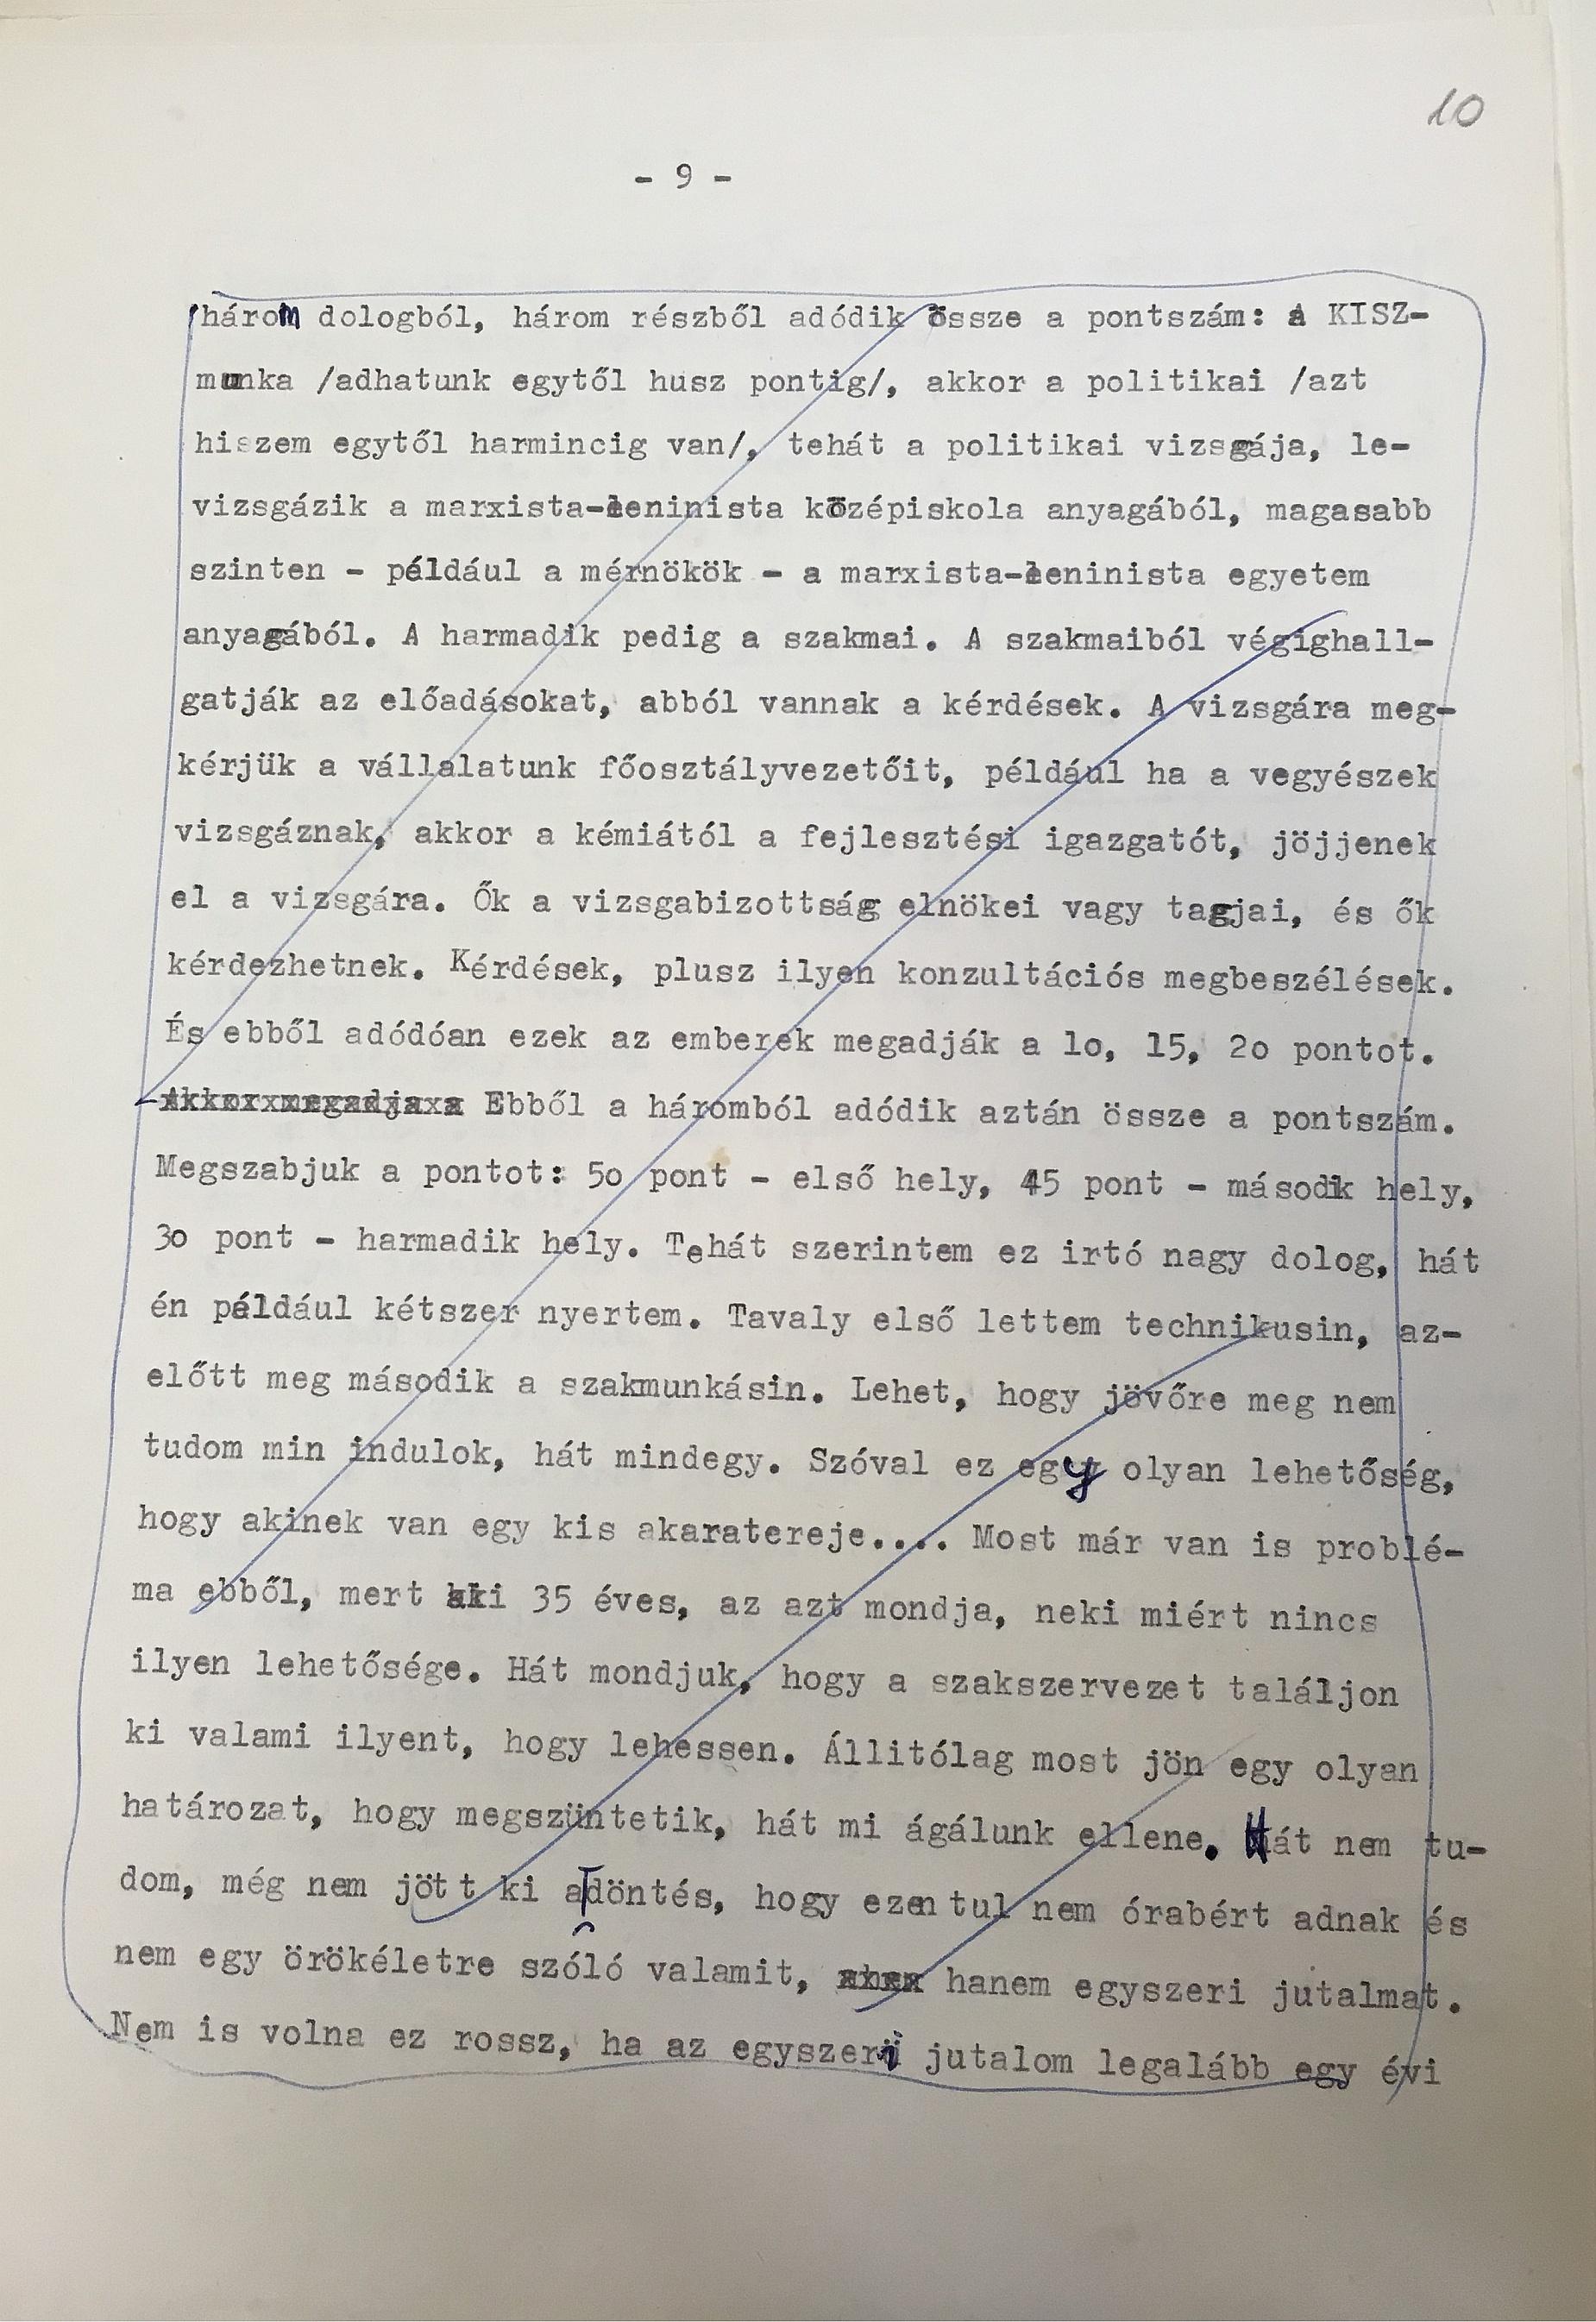 10
- 9 -
három dologból, három részből adódik össze a pontszám: A KISZ-
munka /adhatunk egytől husz pontig/, akkor a politikai /azt
hiszem egytől harmincig van/, tehát a politikai vizsgája, le-
vizsgázik a marxista-leninista középiskola anyagából, magasabb
szinten - például a mérnökök - a marxista-leninista egyetem
anyagából. A harmadik pedig a szakmai. A szakmaiból végighall-
gatják az előadásokat, abból vannak a kérdések. A vizsgára meg-
kérjük a vállalatunk főosztályvezetőit, például ha a vegyészek
vizsgáznak, akkor a kémiától a fejlesztési igazgatót, jöjjenek
el a vizsgára. Ők a vizsgabizottság elnökei vagy tagjai, és ők
kérdezhetnek. Kérdések, plusz ilyen konzultációs megbeszélések.
És ebből adódóan ezek az emberek megadják a lo, 15, 2o pontot.
Akkor megadja a Ebből a háromból adódik aztán össze a pontszám.
Megszabjuk a pontot: 5o pont - első hely, 45 pont - másodk hely,
3o pont - harmadik hely. Tehát szerintem ez irtó nagy dolog, hát
én például kétszer nyertem. Tavaly első lettem technikusin, az-
előtt meg második a szakmunkásin. Lehet, hogy jövőre meg nem
tudom min indulok, hát mindegy. Szóval ez egy olyan lehetőség,
hogy akinek van egy kis akaratereje.... Most már van is problé-
ma ebből, mert aki 35 éves, az azt mondja, neki miért nincs
ilyen lehetősége. Hát mondjuk, hogy a szakszervezet találjon
ki valami ilyent, hogy lehessen. Állitólag most jön egy olyan
határozat, hogy megszüntetik, hát mi ágálunk ellene. Hát nem tu-
dom, még nem jött ki a döntés, hogy ezentul nem órabért adnak és
nem egy örökéletre szóló valamit, hanem egyszeri jutalmat.
Nem is volna ez rossz, ha az egyszeri jutalom legalább egy évi